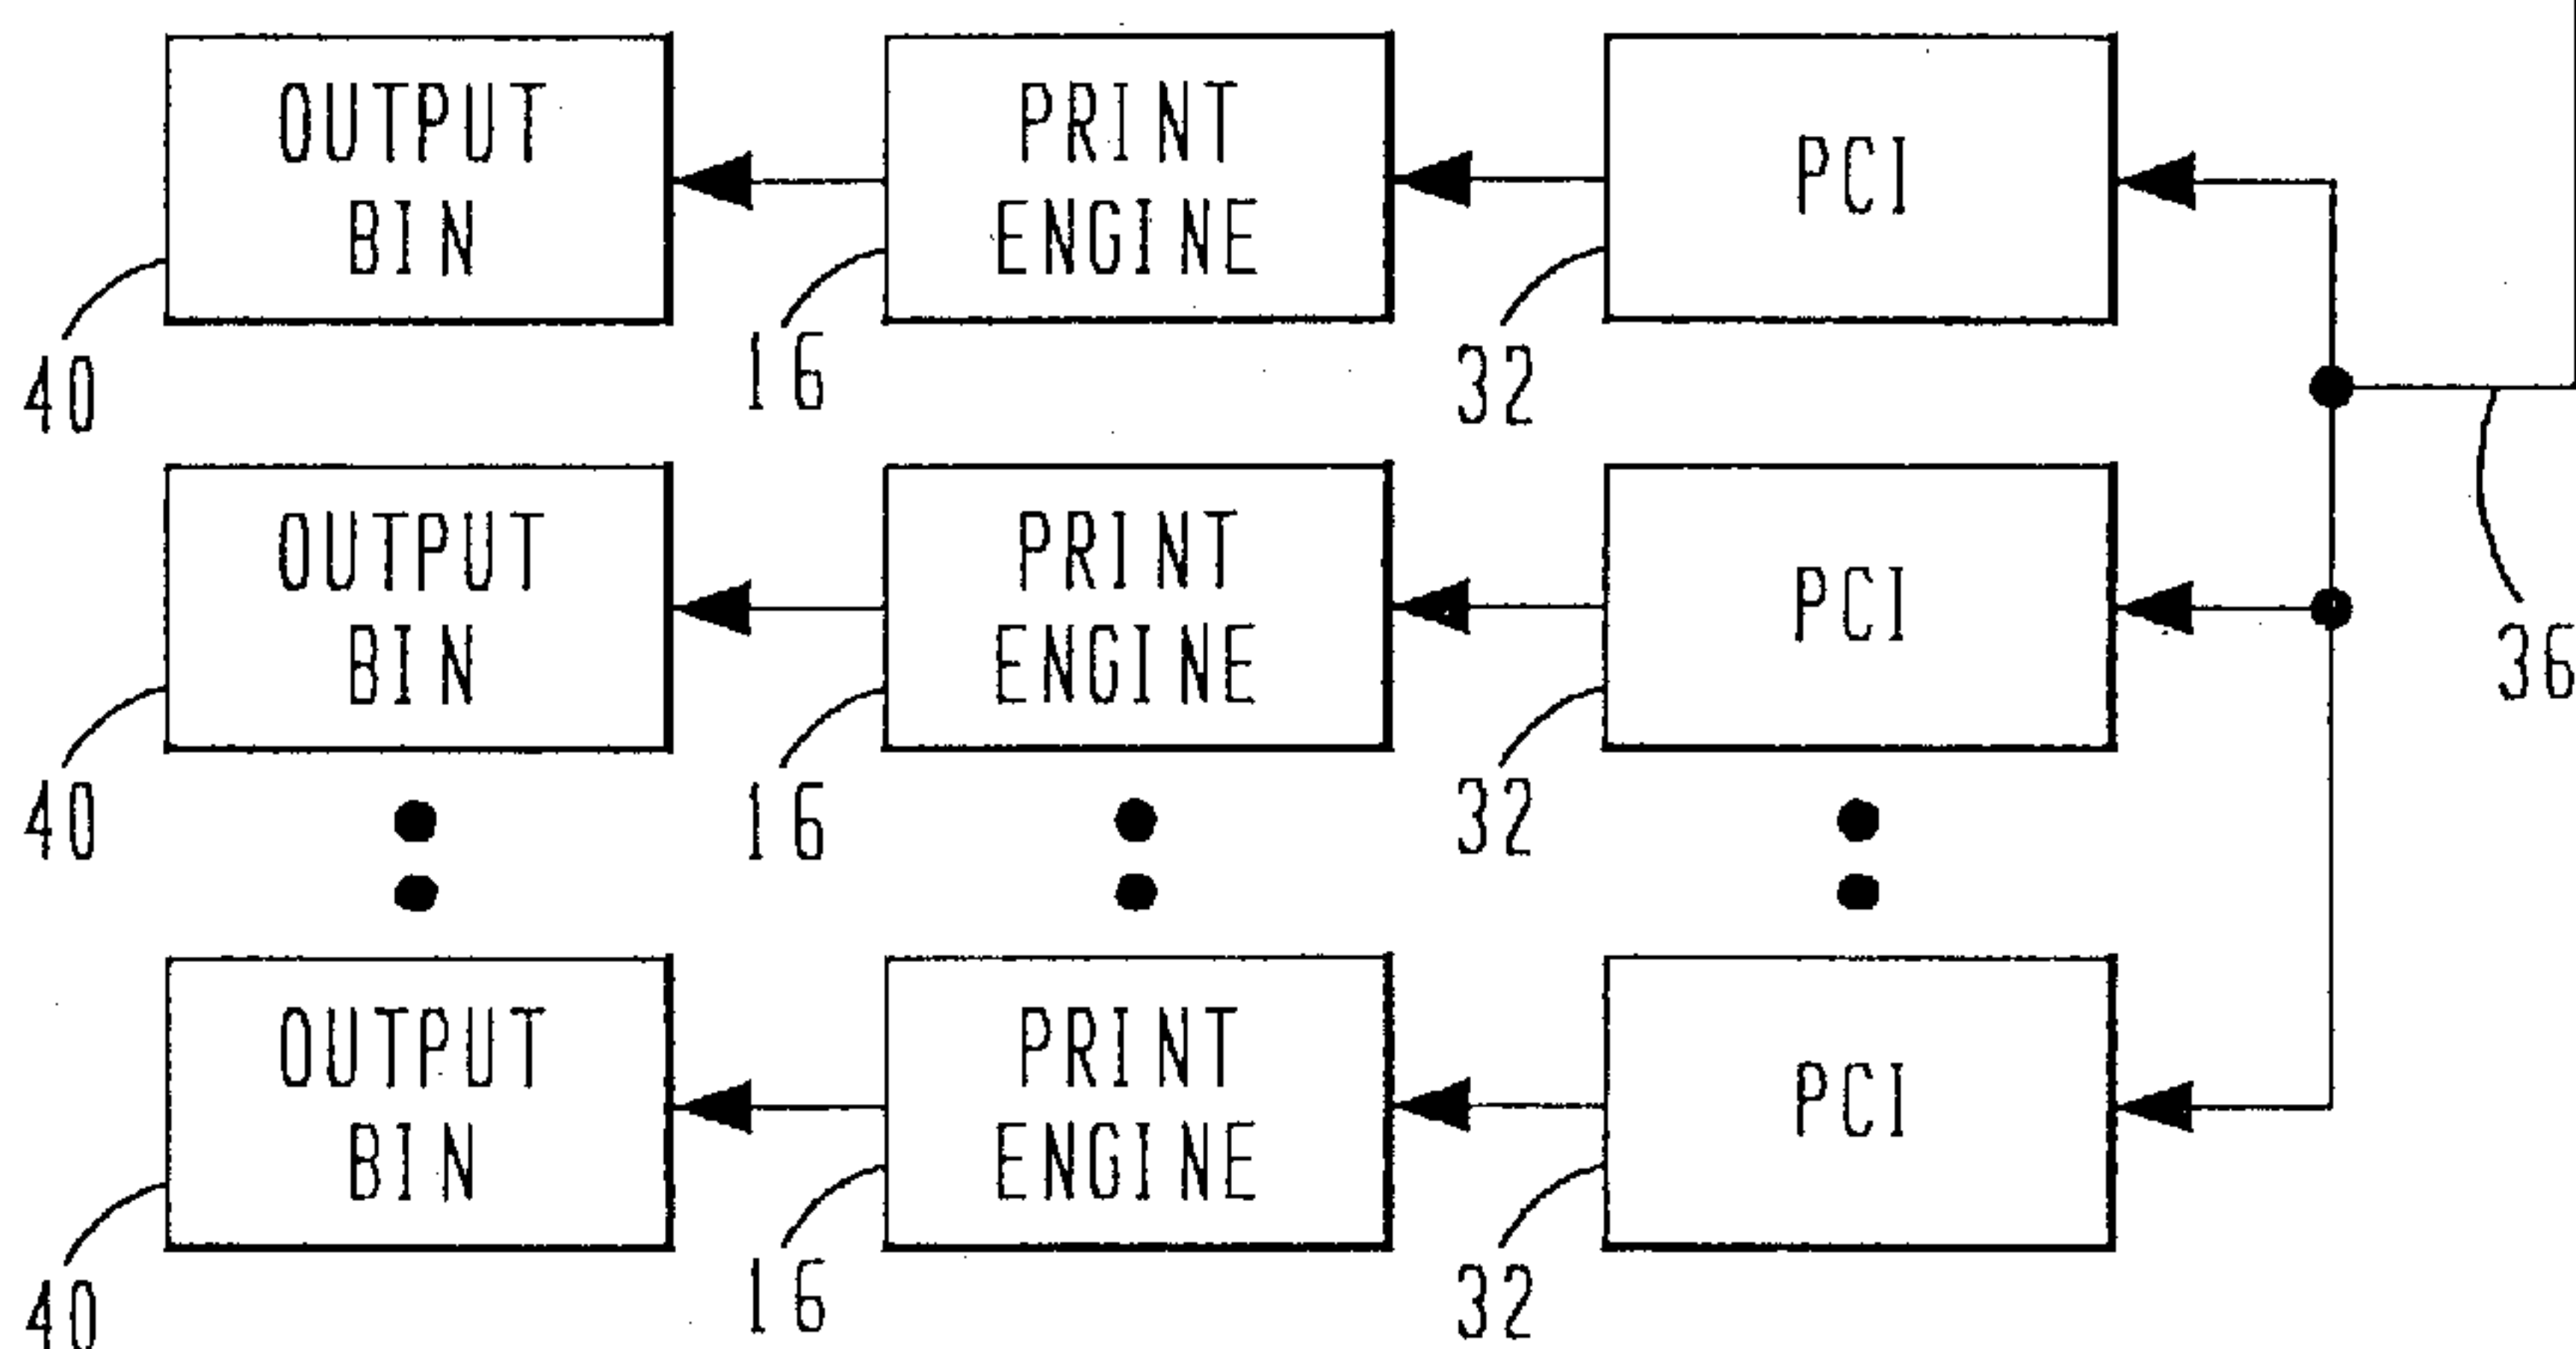 OUTPUT
BIN
PRINT
ENGINE
PCI
40
16
32
OUTPUT
BIN
PRINT
ENGINE
PCI
36
40
16
32
OUTPUT
BIN
PRINT
ENGINE
PCI
40
16
32